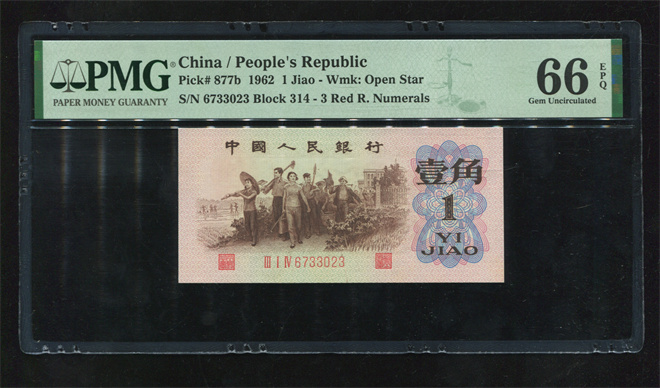 PMG
PAPER MONEY GUARANTY
China / People's Republic
Pick# 877b 1962 1 Jiao - Wmk: Open Star
S/N 6733023 Block 314 - 3 Red R. Numerals
66 EPQ
Gem Uncirculated
中國人民銀行
壹角
1
YI
JIAO
III I IV 6733023